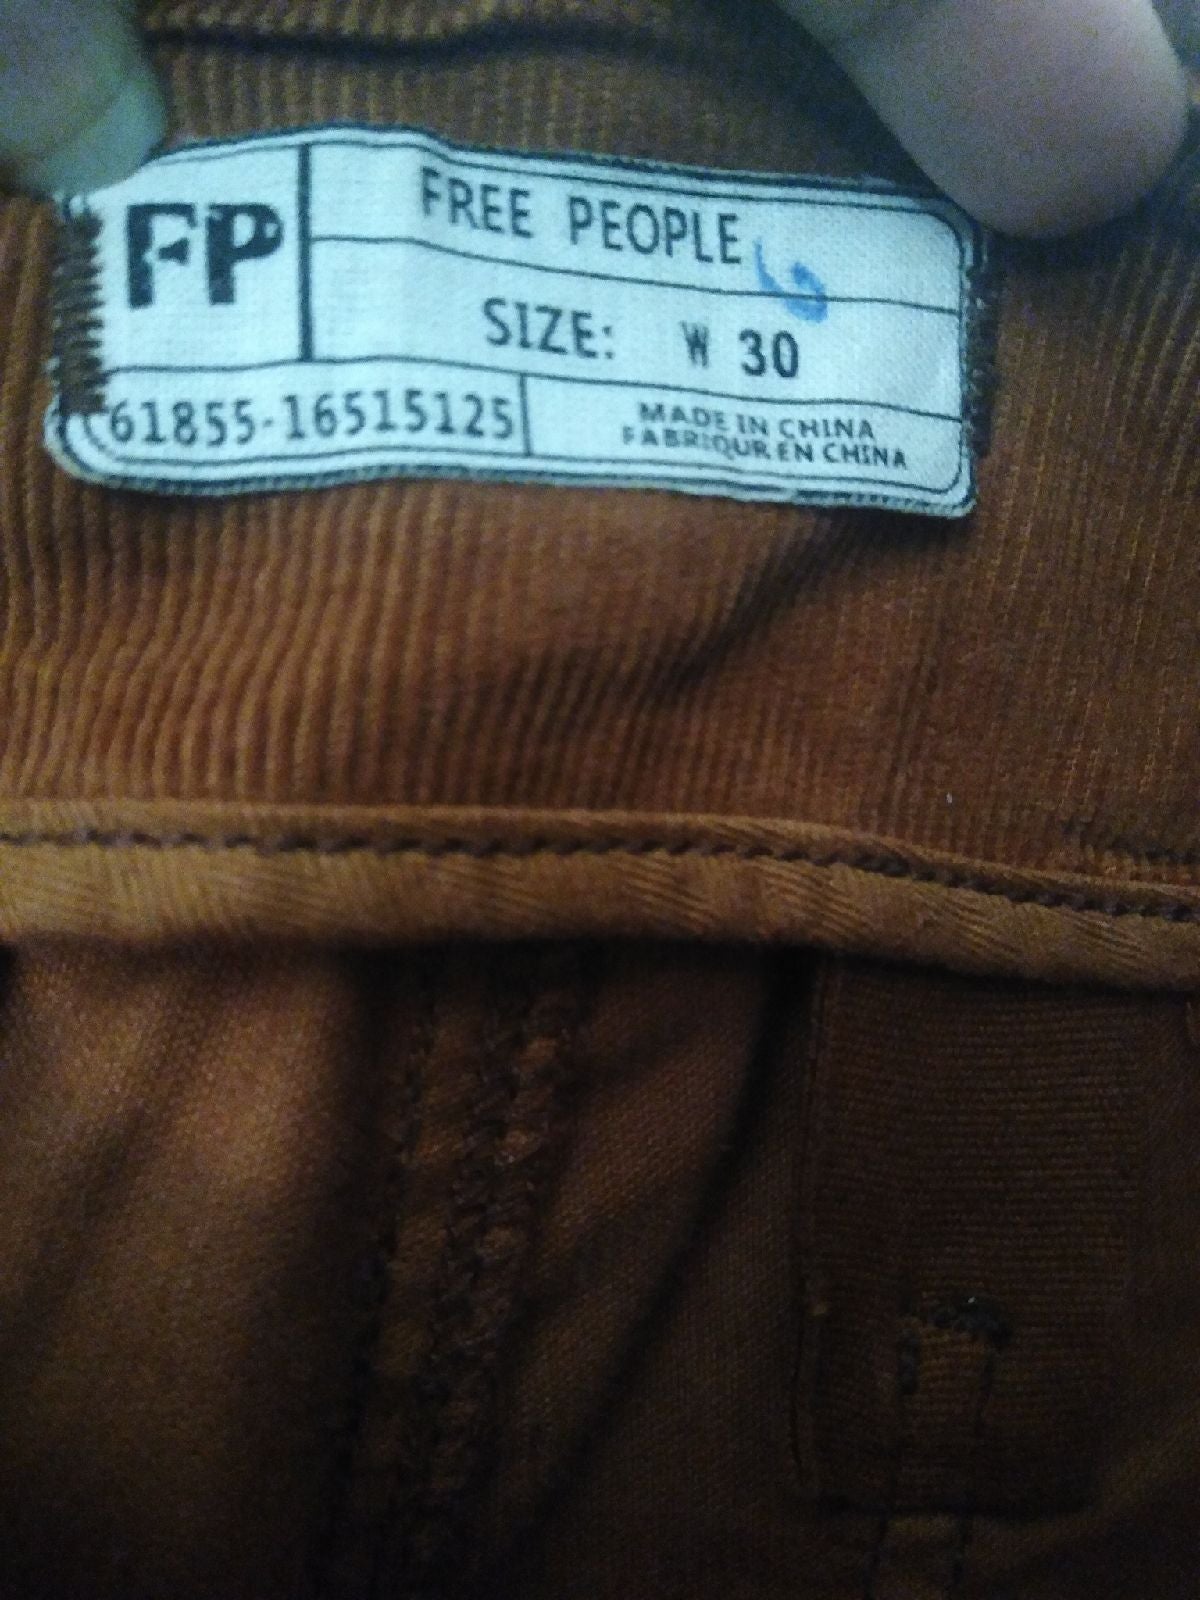 FP
FREE PEOPLE
SIZE: W 30
61855-16515125
MADE IN CHINA
FABRIQUR EN CHINA